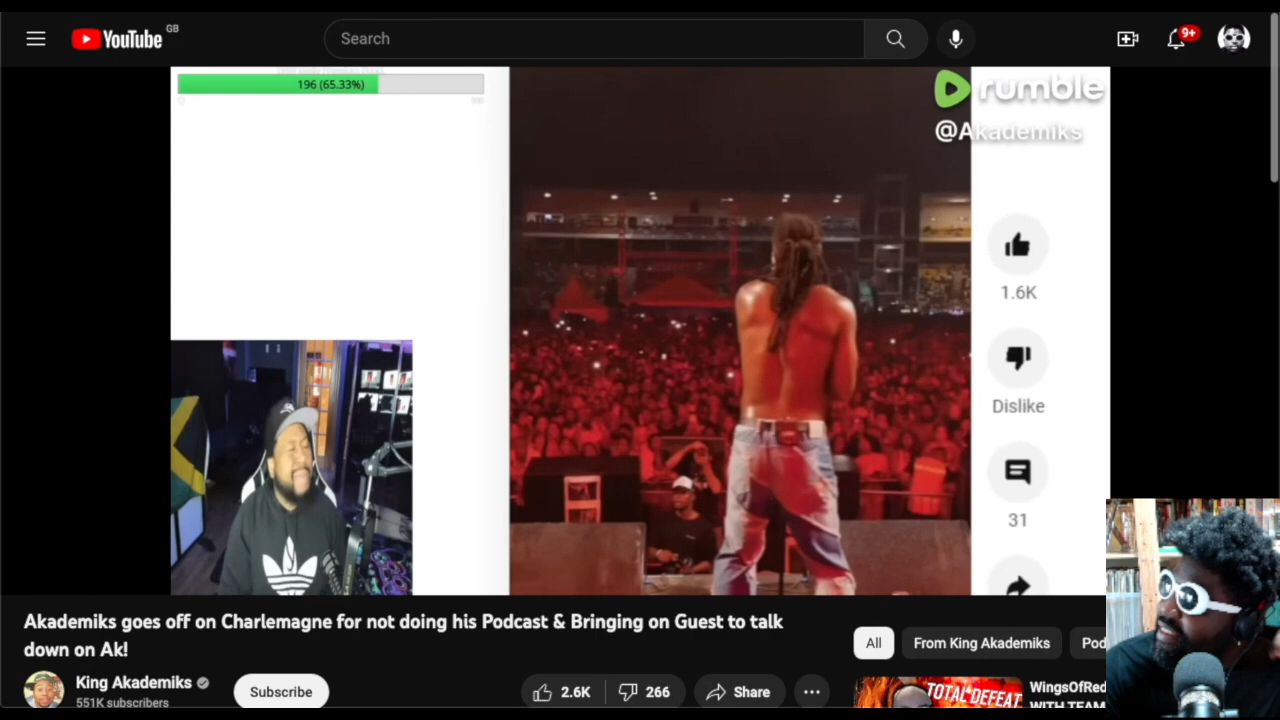 YouTube GB
Search
9+
196 (65.33%)
rumble
@Akademiks
1.6K
Dislike
31
Akademiks goes off on Charlemagne for not doing his Podcast & Bringing on Guest to talk
down on Ak!
All
From King Akademiks
Pod
King Akademiks
551K subscribers
Subscribe
2.6K
266
Share
TOTAL DEFEAT
WingsOfRed
WITH TEAM
adidas